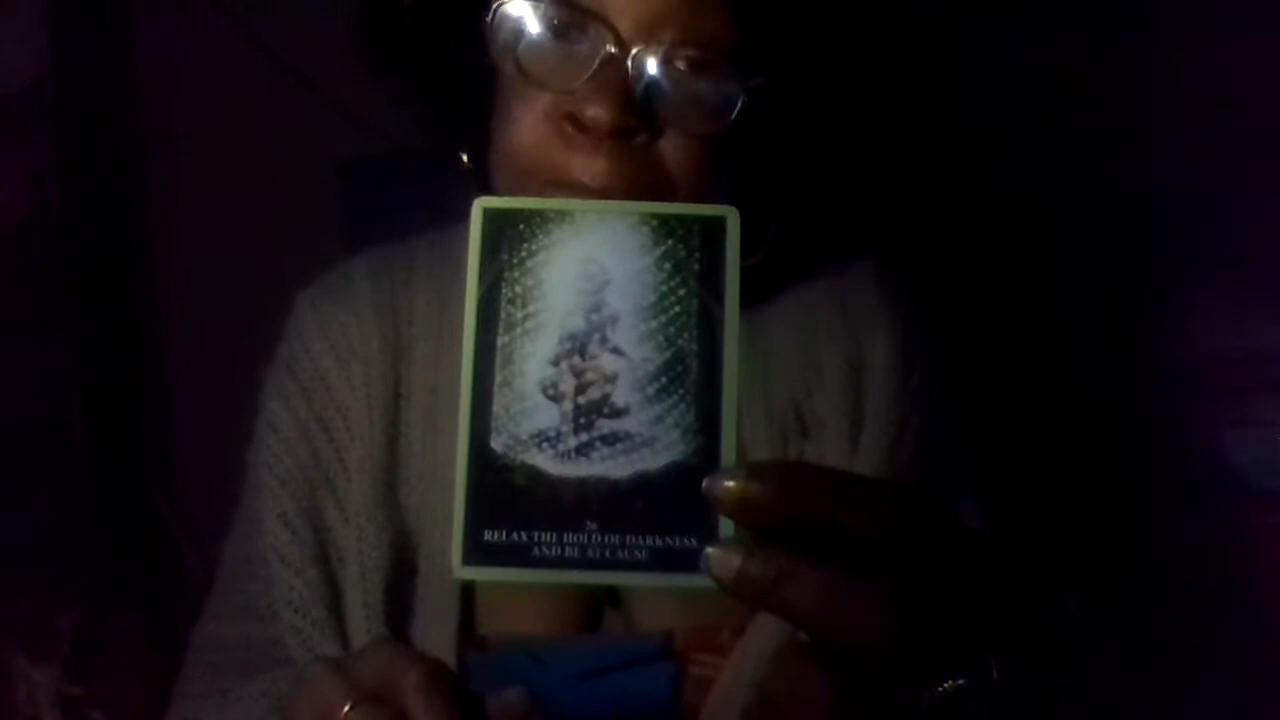 26
RELAX THE HOLD OF DARKNESS
AND BE AT CAUSE